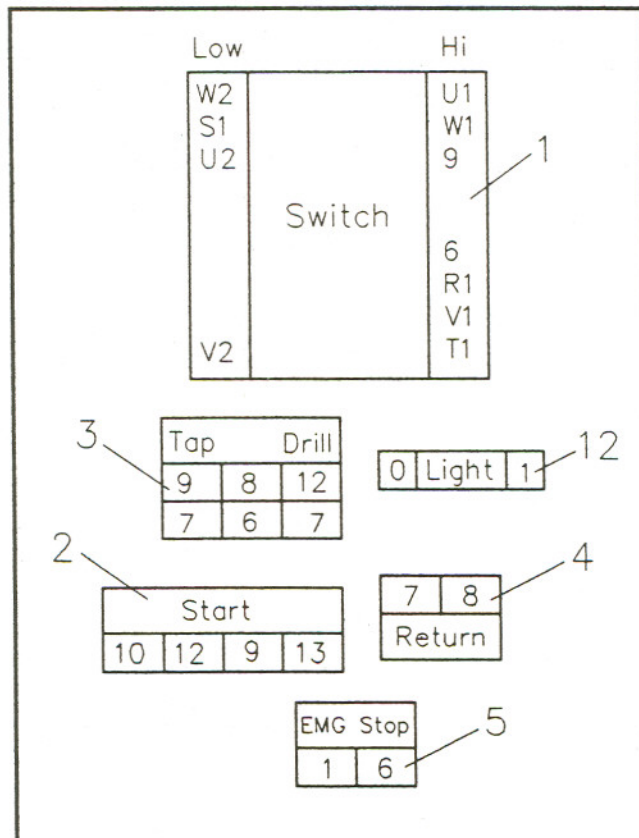 Low Hi
W2 U1
S1 W1
U2 9
1
Switch
6
R1
V1
V2 T1
3 Tap Drill 12
9 8 12 0 Light 1
7 6 7
2 4
Start 7 8
10 12 9 13 Return
EMG Stop 5
1 6